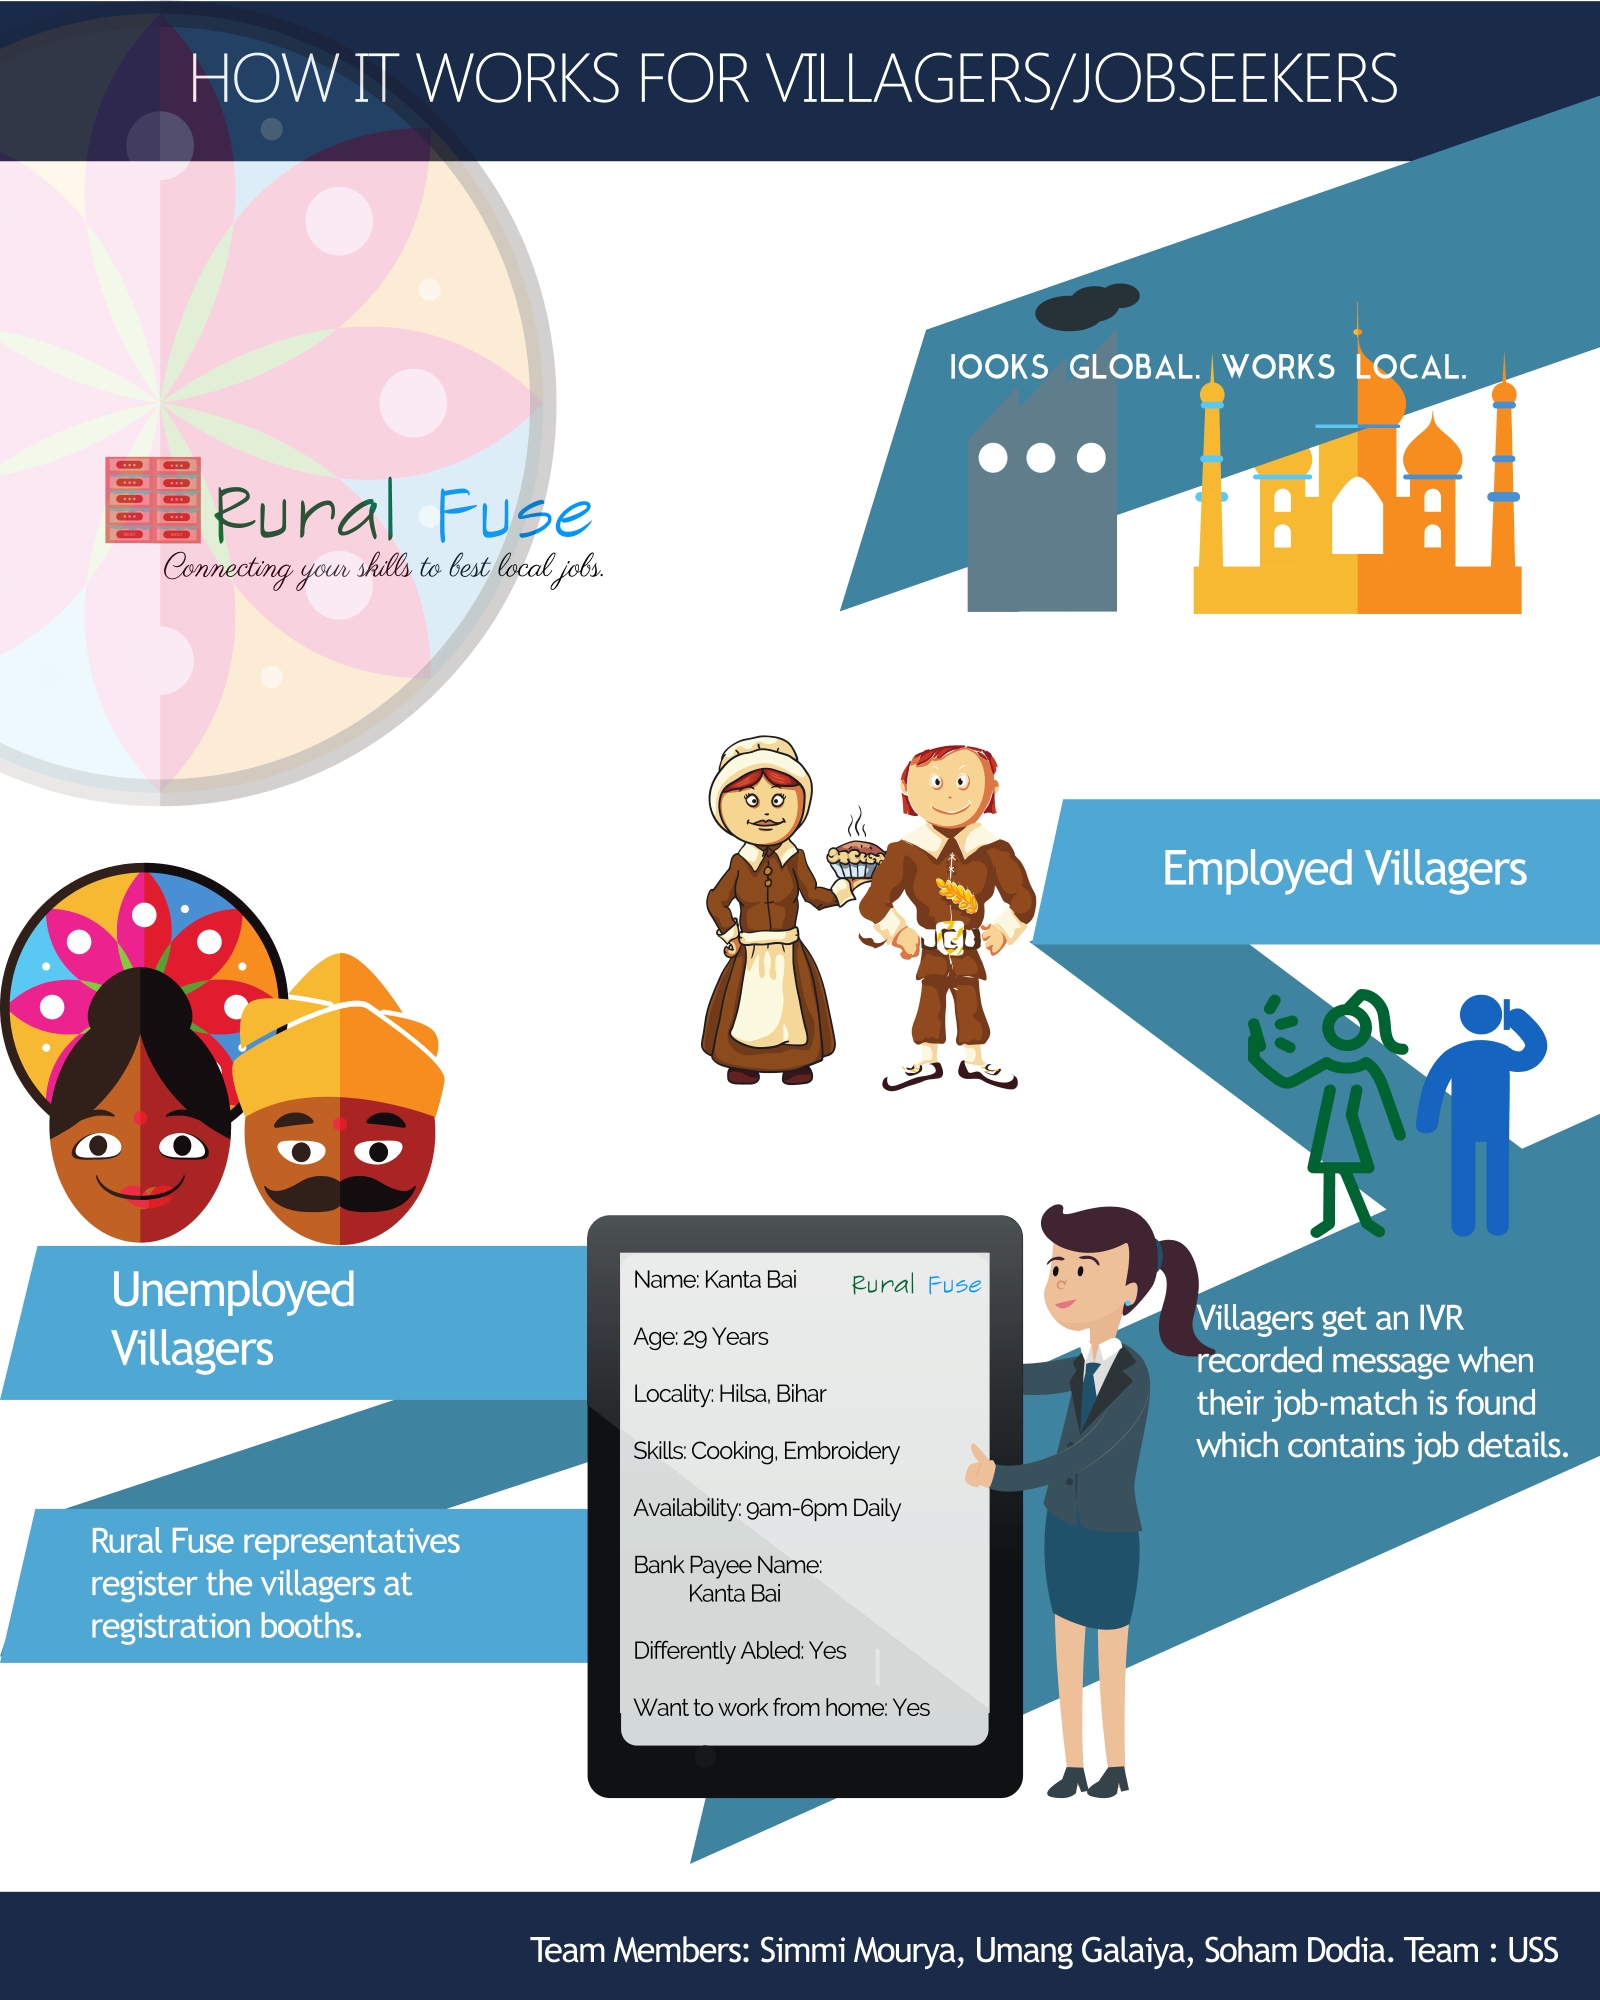 HOW IT WORKS FOR VILLAGERS/JOBSEEKERS
lOOKS GLOBAL. WORKS LOCAL.
Rural Fuse
Connecting your skills to best local jobs.
Employed Villagers
Unemployed
Villagers
Rural Fuse representatives
register the villagers at
registration booths.
Name: Kanta Bai
Rural Fuse
Age: 29 Years
Locality: Hilsa, Bihar
Skills: Cooking, Embroidery
Availability: 9am-6pm Daily
Bank Payee Name:
Kanta Bai
Differently Abled: Yes
Want to work from home: Yes
Villagers get an IVR
recorded message when
their job-match is found
which contains job details.
Team Members: Simmi Mourya, Umang Galaiya, Soham Dodia. Team : USS